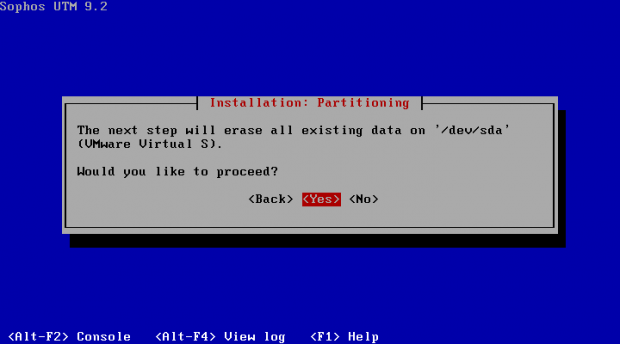 Sophos UTM 9.2
Installation: Partitioning
The next step will erase all existing data on '/dev/sda'
(VMware Virtual S).
Would you like to proceed?
<Back> <Yes> <No>
<Alt-F2> Console <Alt-F4> View log <F1> Help